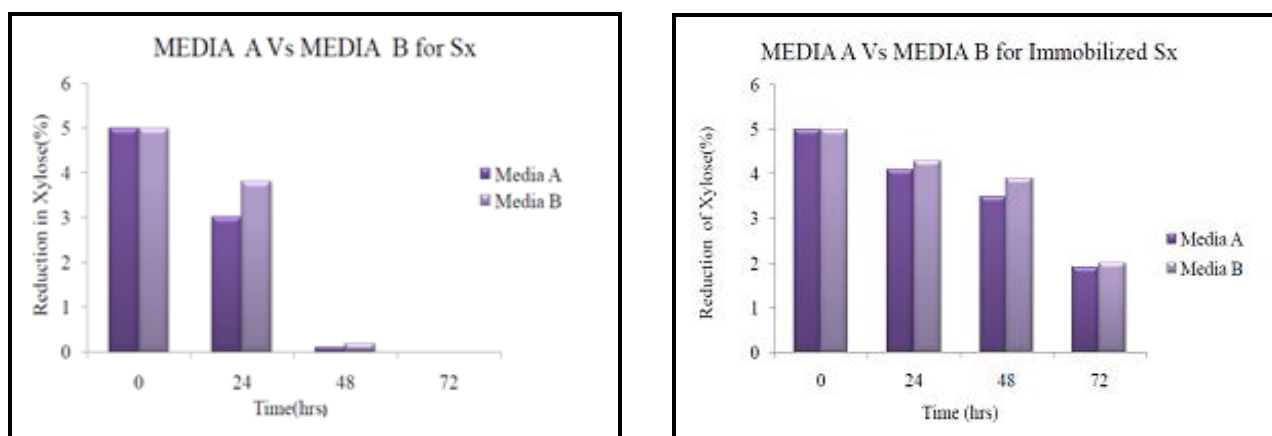 MEDIA A Vs MEDIA B for Sx
Reduction in Xylose(%)
6
5
4
3
2
1
0
0 24 48 72
Time(hrs)
Media A
Media B
MEDIA A Vs MEDIA B for Immobilized Sx
Reduction of Xylose(%)
6
5
4
3
2
1
0
0 24 48 72
Time (hrs)
Media A
Media B